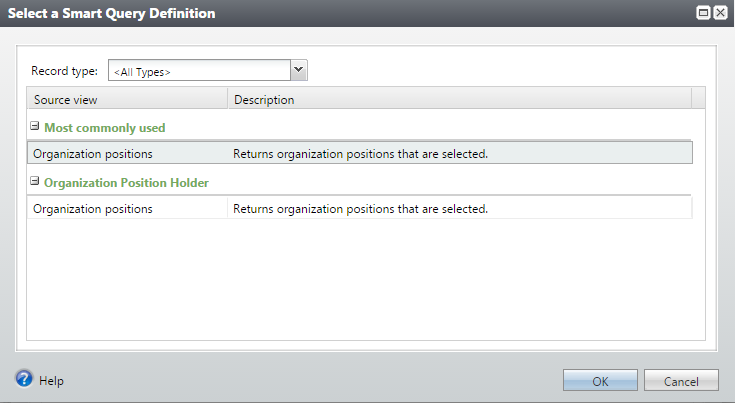 Select a Smart Query Definition
Record type: <All Types>
Source view Description
Most commonly used
Organization positions Returns organization positions that are selected.
Organization Position Holder
Organization positions Returns organization positions that are selected.
Help OK Cancel